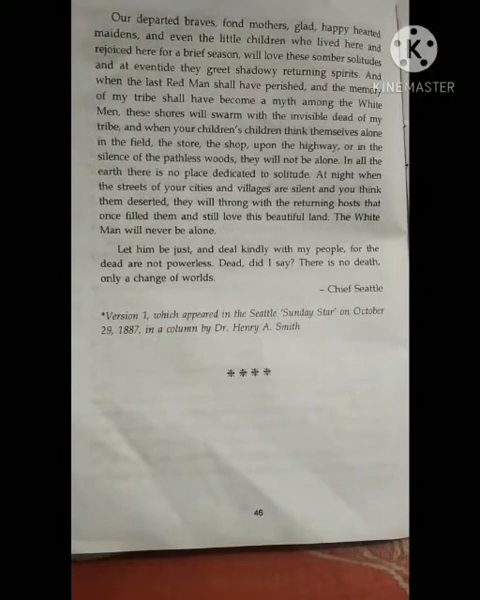 Our departed braves, fond mothers, glad, happy hearted
maidens, and even the little children who lived here and
rejoiced here for a brief season, will love these somber solitudes
and at eventide they greet shadowy returning spirits. And
when the last Red Man shall have perished, and the memory
of my tribe shall have become a myth among the White
Men, these shores will swarm with the invisible dead of my
tribe, and when your children's children think themselves alone
in the field, the store, the shop, upon the highway, or in the
silence of the pathless woods, they will not be alone. In all the
earth there is no place dedicated to solitude. At night when
the streets of your cities and villages are silent and you think
them deserted, they will throng with the returning hosts that
once filled them and still love this beautiful land. The White
Man will never be alone.
Let him be just, and deal kindly with my people, for the
dead are not powerless. Dead, did I say? There is no death,
only a change of worlds.
– Chief Seattle
*Version 1, which appeared in the Seattle 'Sunday Star' on October
29, 1887, in a column by Dr. Henry A. Smith
46
K
KINEMASTER